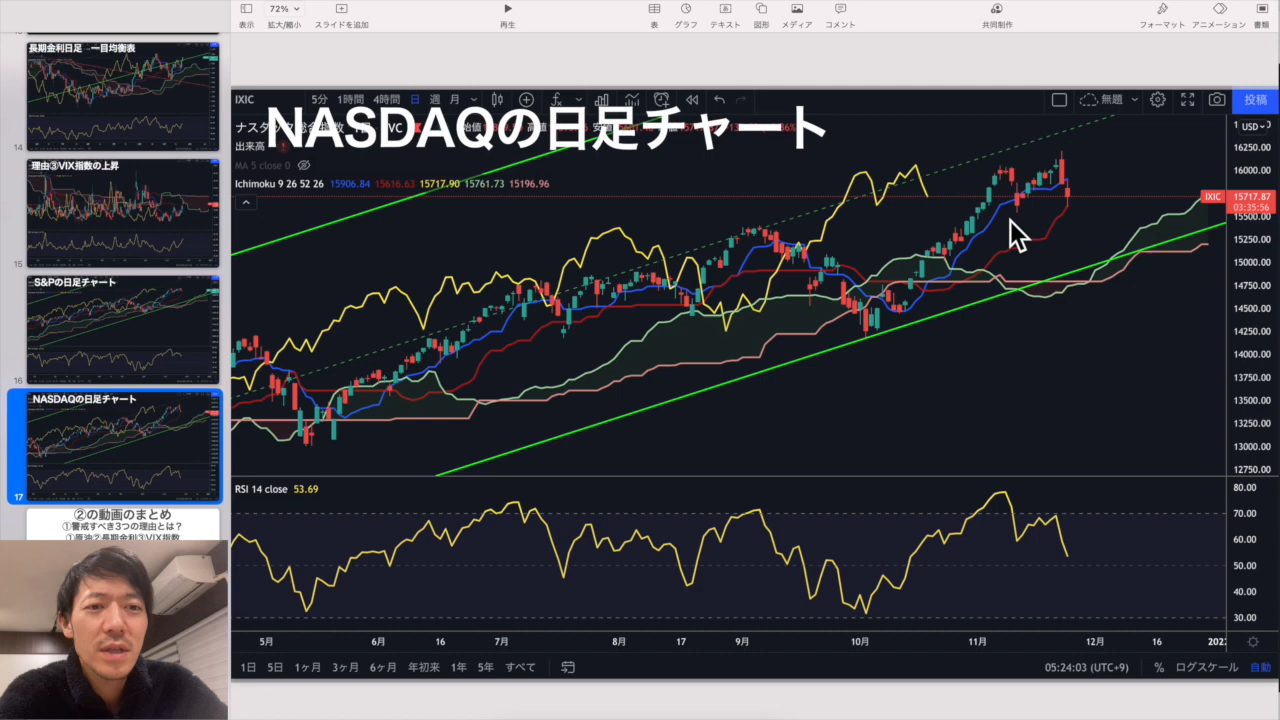 72%
表示
拡大/縮小
スライドを追加
再生
表
グラフ
テキスト
図形
メディア
コメント
共同制作
フォーマット
アニメーション
書類
長期金利日足 一目均衡表
14
理由③VIX指数の上昇
15
S&Pの日足チャート
16
NASDAQの日足チャート
17
②の動画のまとめ
①警戒すべき3つの理由とは?
①原油②長期金利③VIX指数
IXIC
5分 1時間 4時間 日 週 月
無題
投稿
NASDAQの日足チャート
出来高
MA 5 close 0
Ichimoku 9 26 52 26 15906.84 15616.63 15717.90 15761.73 15196.96
USD
16250.00
16000.00
IXIC
15717.87
03:35:56
15500.00
15250.00
15000.00
14750.00
14500.00
14250.00
14000.00
13750.00
13500.00
13250.00
13000.00
12750.00
RSI 14 close 53.69
80.00
70.00
60.00
50.00
40.00
30.00
5月 6月 16 7月 8月 17 9月 10月 11月 12月 16
1日 5日 1ヶ月 3ヶ月 6ヶ月 年初来 1年 5年 すべて
05:24:03 (UTC+9) % ログスケール 自動